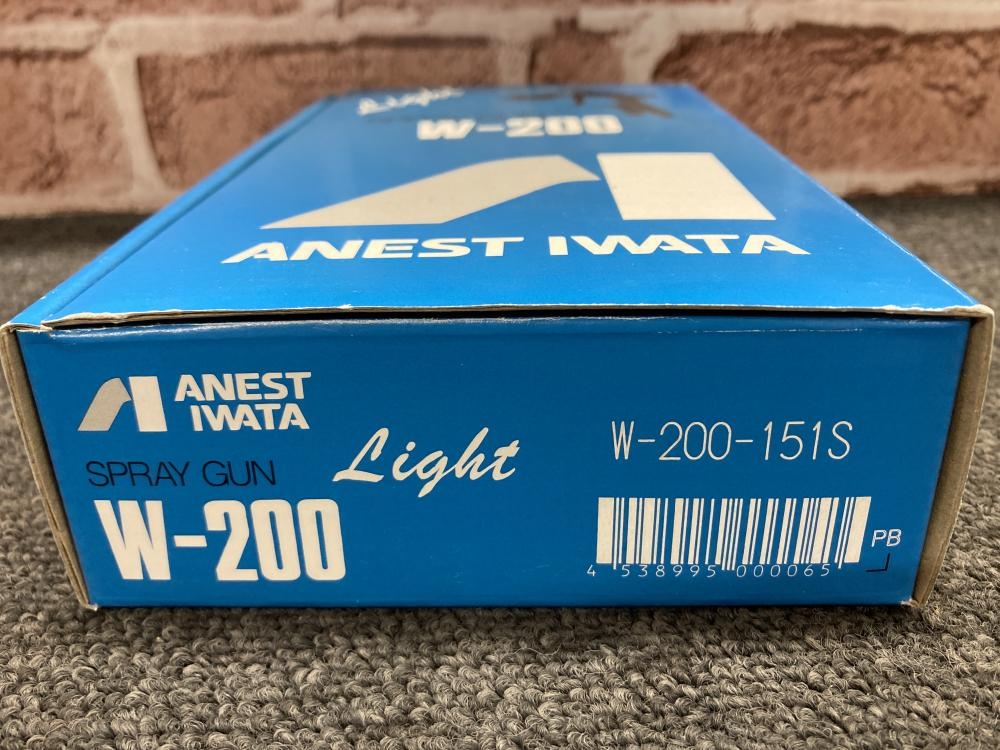 Light
W-200
ANEST IWATA
ANEST
IWATA
SPRAY GUN
Light
W-200
W-200-151S
4 538995 000065
PB